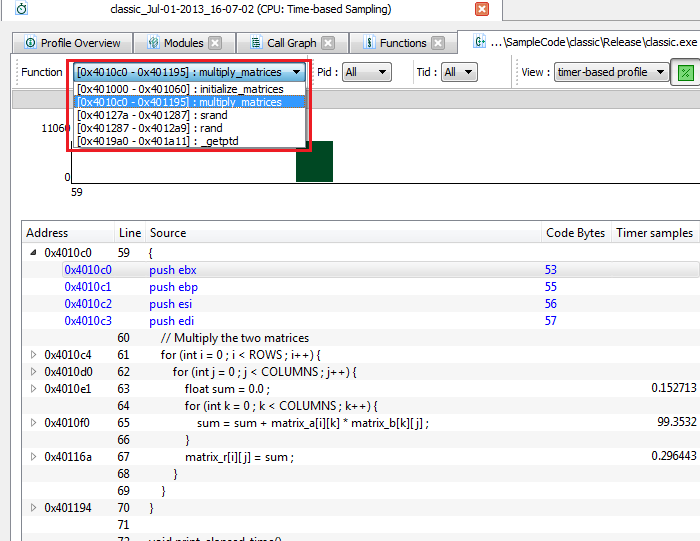 classic_Jul-01-2013_16-07-02 (CPU: Time-based Sampling)
Profile Overview Modules Call Graph Functions ...\SampleCode\classic\Release\classic.exe
Function [0x4010c0 - 0x401195] : multiply_matrices Pid : All Tid : All View : timer-based profile %
[0x401000 - 0x401060] : initialize_matrices
[0x4010c0 - 0x401195] : multiply_matrices
[0x40127a - 0x401287] : srand
[0x401287 - 0x4012a9] : rand
[0x4019a0 - 0x401a11] : _getptd
11060
0
59
Address Line Source Code Bytes Timer samples
0x4010c0 59 {
0x4010c0 push ebx 53
0x4010c1 push ebp 55
0x4010c2 push esi 56
0x4010c3 push edi 57
60 // Multiply the two matrices
0x4010c4 61 for (int i = 0 ; i < ROWS ; i++) {
0x4010d0 62 for (int j = 0 ; j < COLUMNS ; j++) {
0x4010e1 63 float sum = 0.0 ; 0.152713
64 for (int k = 0 ; k < COLUMNS ; k++) {
0x4010f0 65 sum = sum + matrix_a[i][k] * matrix_b[k][j] ; 99.3532
66 }
0x40116a 67 matrix_r[i][j] = sum ; 0.296443
68 }
69 }
0x401194 70 }
71
72 void print_elapsed_time()